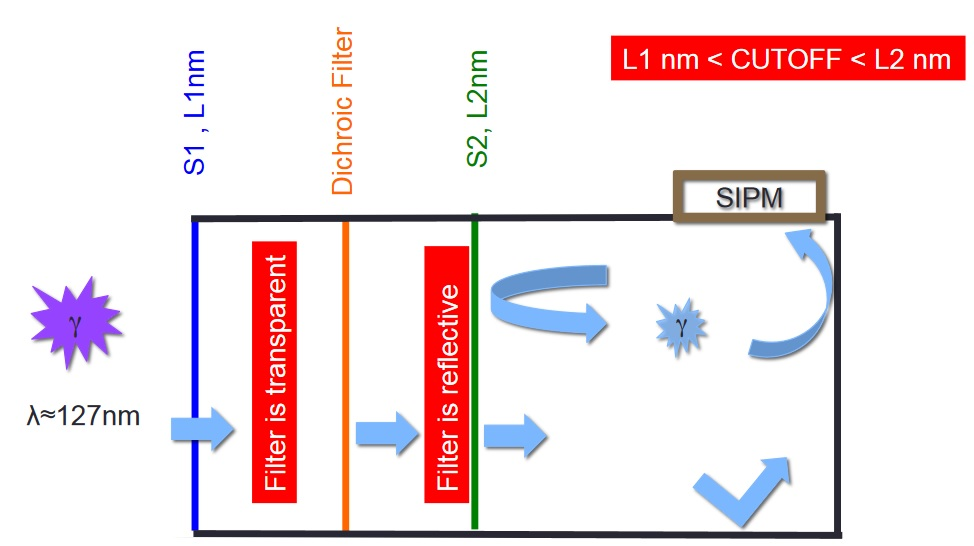 S1 , L1nm
Dichroic Filter
S2, L2nm
L1 nm < CUTOFF < L2 nm
SIPM
γ
λ≈127nm
Filter is transparent
Filter is reflective
γ